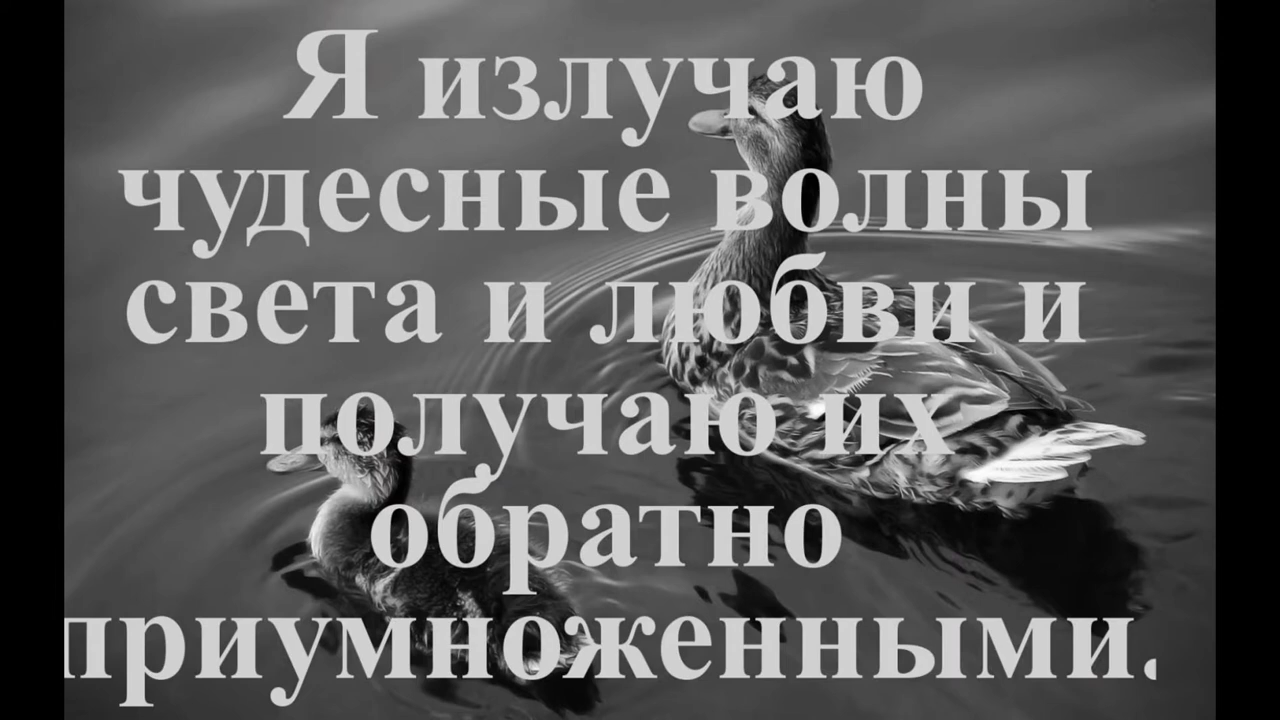 Я излучаю
чудесные волны
света и любви и
получаю их
обратно
приумноженными.